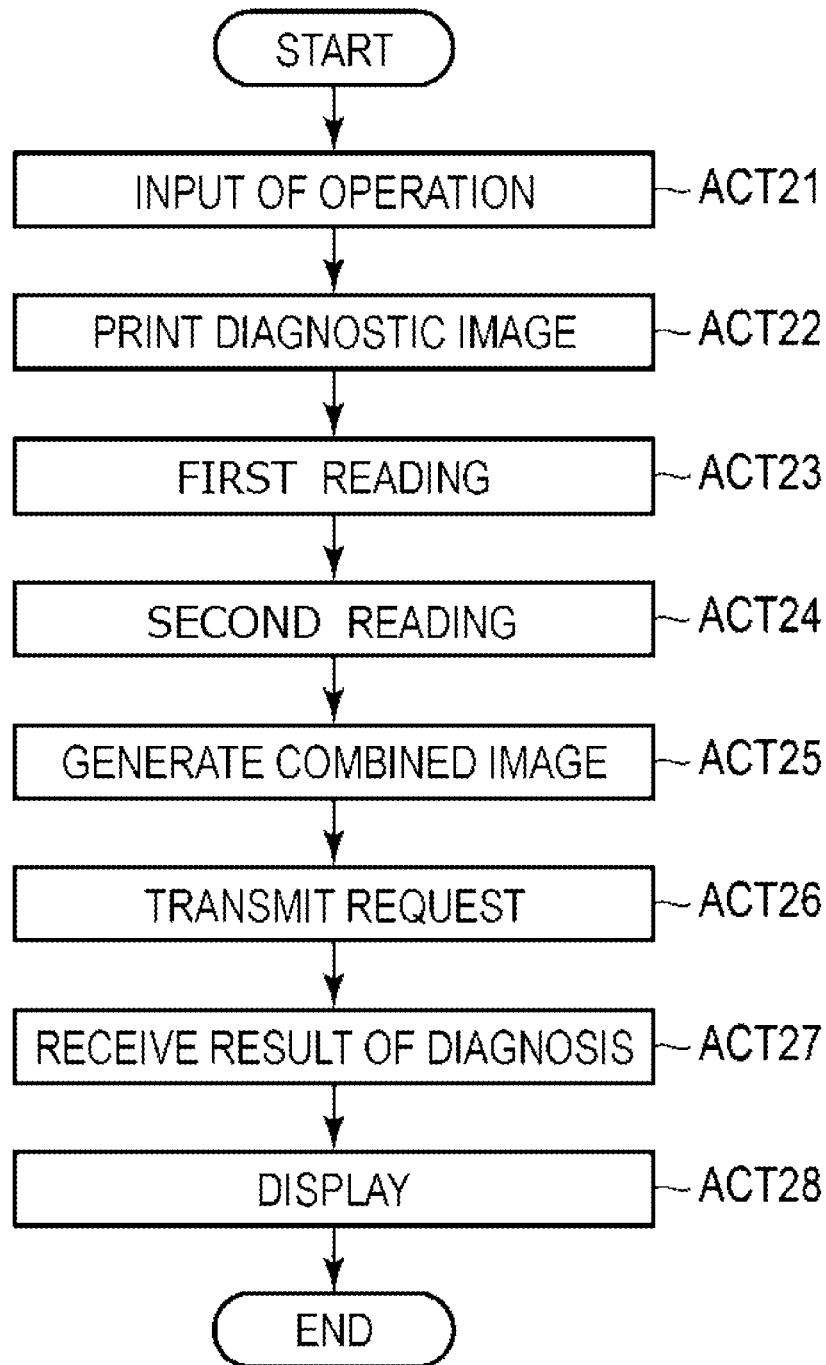 START
INPUT OF OPERATION ACT21
PRINT DIAGNOSTIC IMAGE ACT22
FIRST READING ACT23
SECOND READING ACT24
GENERATE COMBINED IMAGE ACT25
TRANSMIT REQUEST ACT26
RECEIVE RESULT OF DIAGNOSIS ACT27
DISPLAY ACT28
END